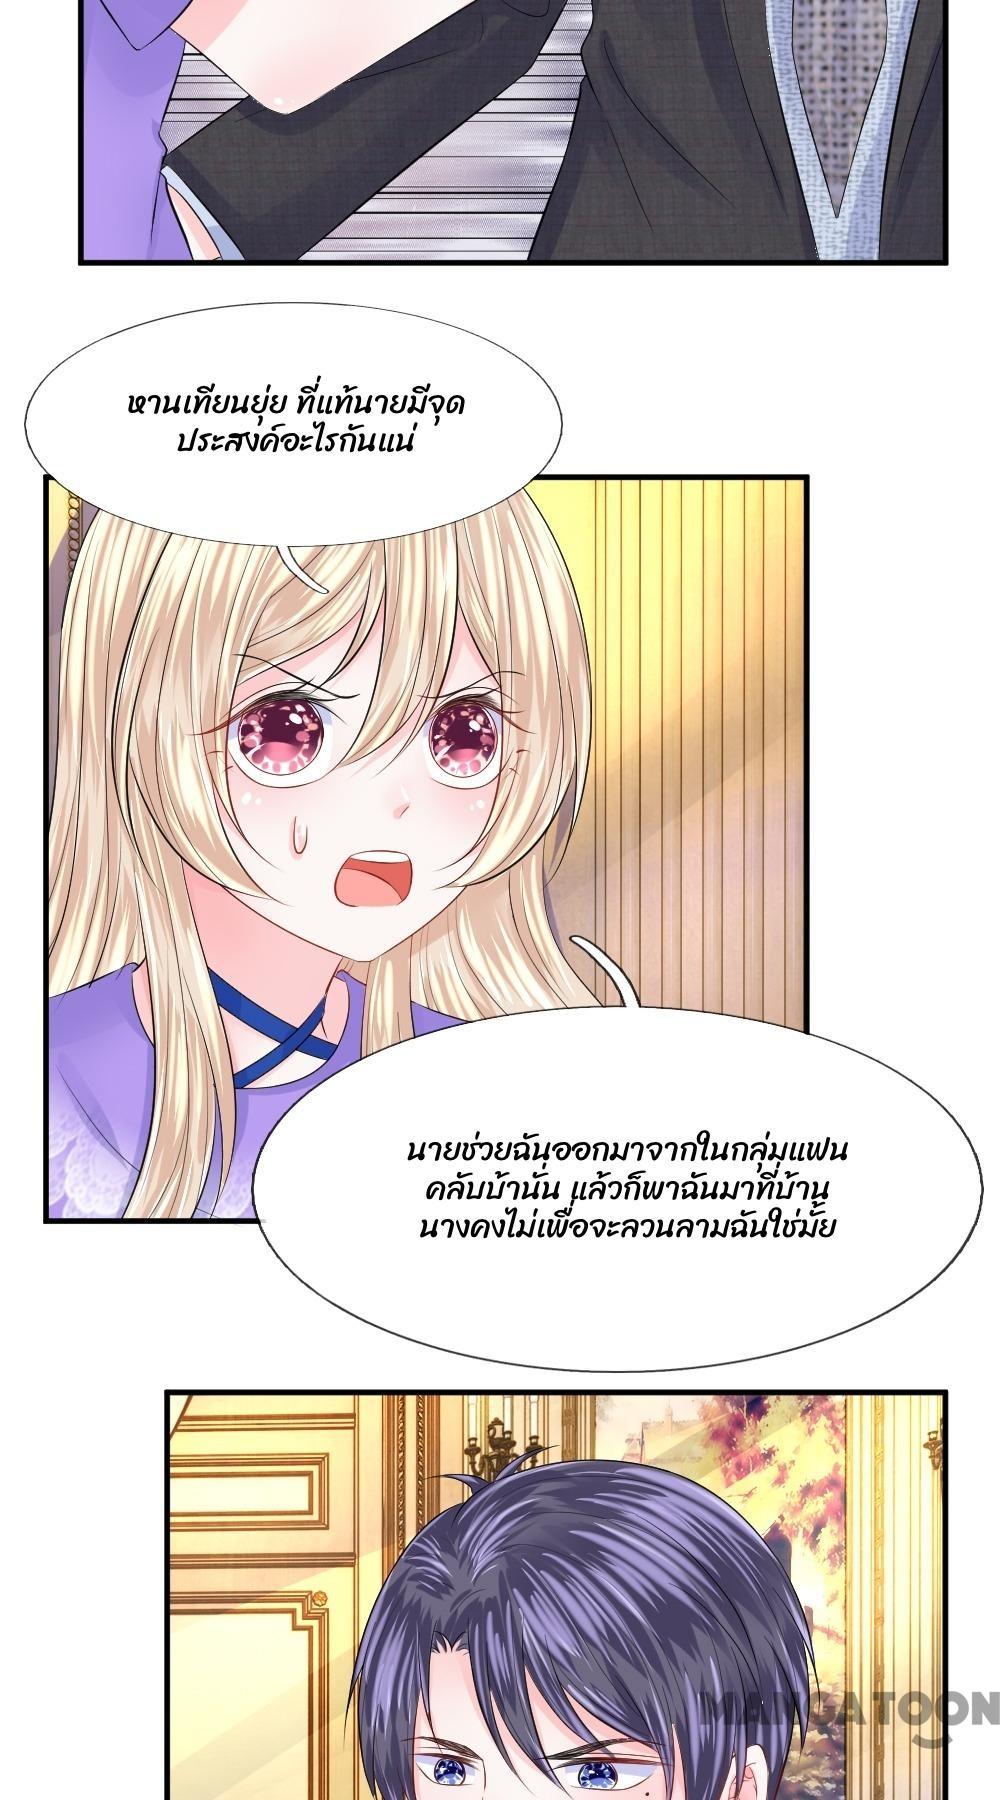 หานเทียนยุ่ย ที่แท้นายมีจุด
ประสงค์อะไรกันแน่
นายช่วยฉันออกมาจากในกลุ่มแฟน
คลับบ้านั่น แล้วก็พาฉันมาที่บ้าน
นางคงไม่เพื่อจะลวนลามฉันใช่มั้ย
MANGATOON